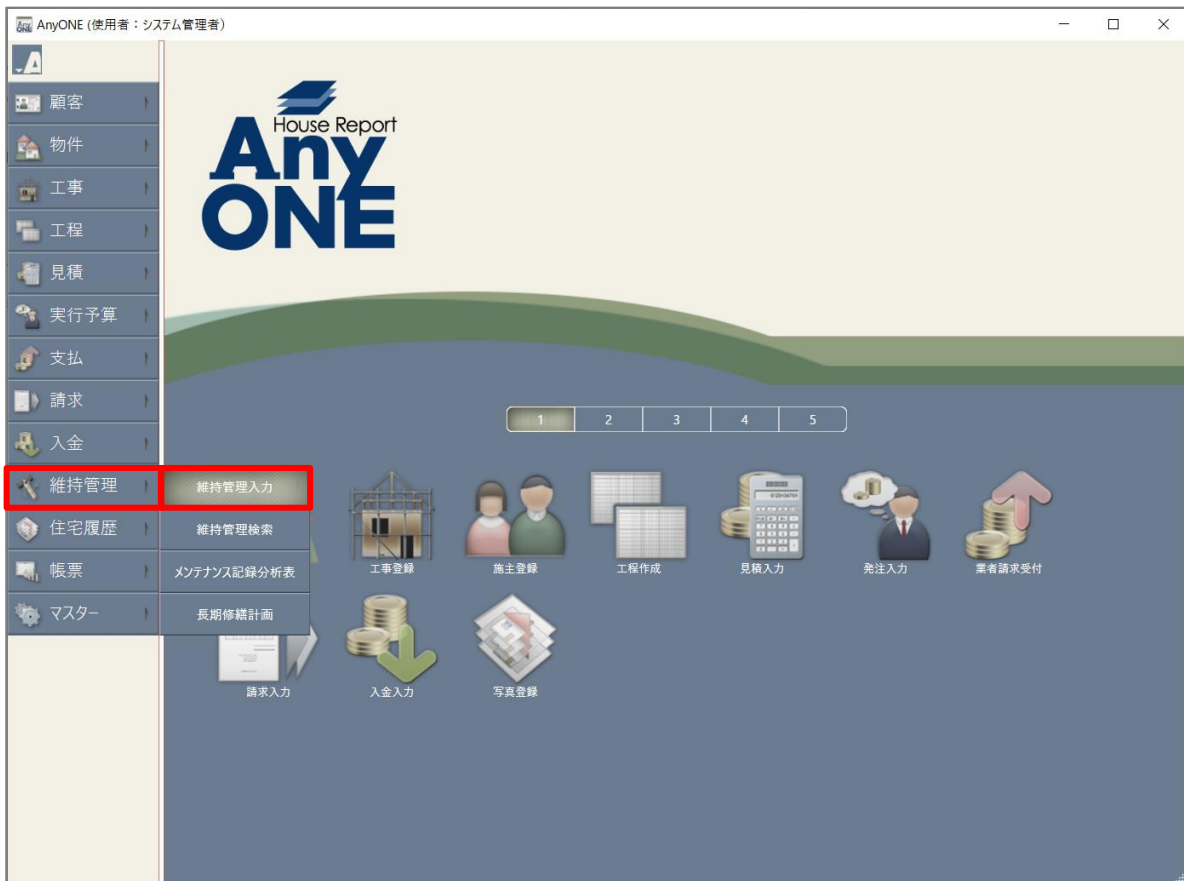 AnyONE (使用者：システム管理者)
顧客
物件
工事
工程
見積
実行予算
支払
請求
入金
維持管理
住宅履歴
帳票
マスター
維持管理入力
維持管理検索
メンテナンス記録分析表
長期修繕計画
House Report
Any
ONE
1 2 3 4 5
工事登録 施主登録 工程作成 見積入力 発注入力 業者請求受付
請求入力 入金入力 写真登録